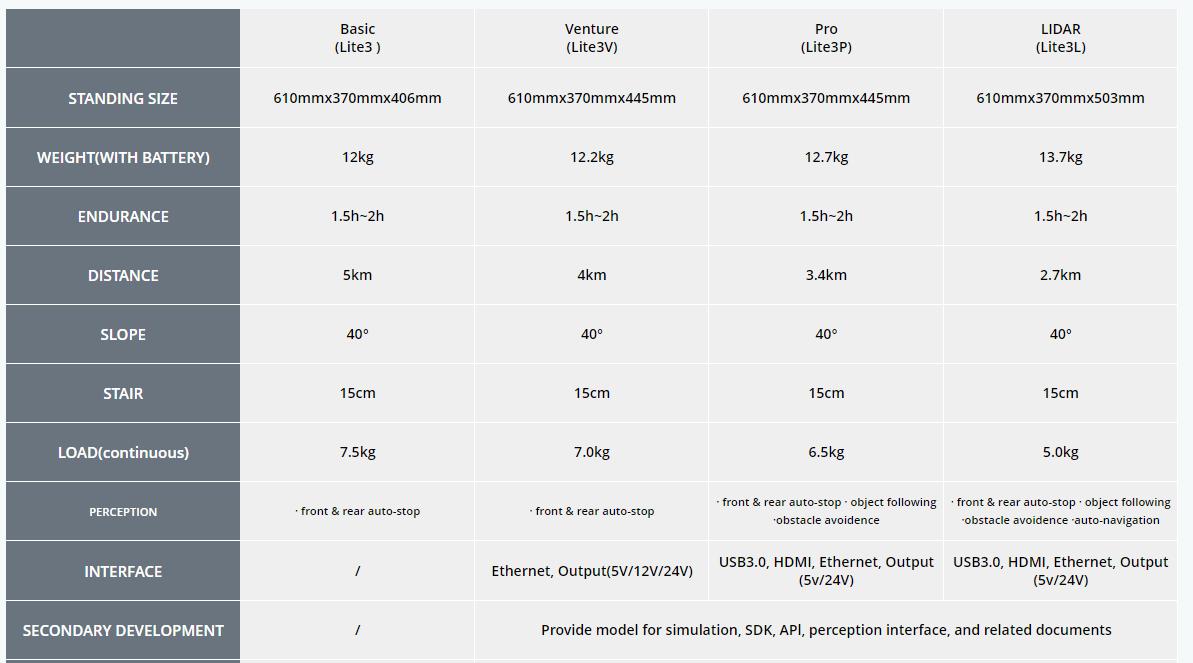 Basic
(Lite3 )
Venture
(Lite3V)
Pro
(Lite3P)
LIDAR
(Lite3L)
STANDING SIZE
610mmx370mmx406mm
610mmx370mmx445mm
610mmx370mmx445mm
610mmx370mmx503mm
WEIGHT(WITH BATTERY)
12kg
12.2kg
12.7kg
13.7kg
ENDURANCE
1.5h~2h
1.5h~2h
1.5h~2h
1.5h~2h
DISTANCE
5km
4km
3.4km
2.7km
SLOPE
40°
40°
40°
40°
STAIR
15cm
15cm
15cm
15cm
LOAD(continuous)
7.5kg
7.0kg
6.5kg
5.0kg
PERCEPTION
· front & rear auto-stop
· front & rear auto-stop
· front & rear auto-stop · object following
·obstacle avoidence
· front & rear auto-stop · object following
·obstacle avoidence ·auto-navigation
INTERFACE
/
Ethernet, Output(5V/12V/24V)
USB3.0, HDMI, Ethernet, Output
(5v/24V)
USB3.0, HDMI, Ethernet, Output
(5v/24V)
SECONDARY DEVELOPMENT
/
Provide model for simulation, SDK, API, perception interface, and related documents